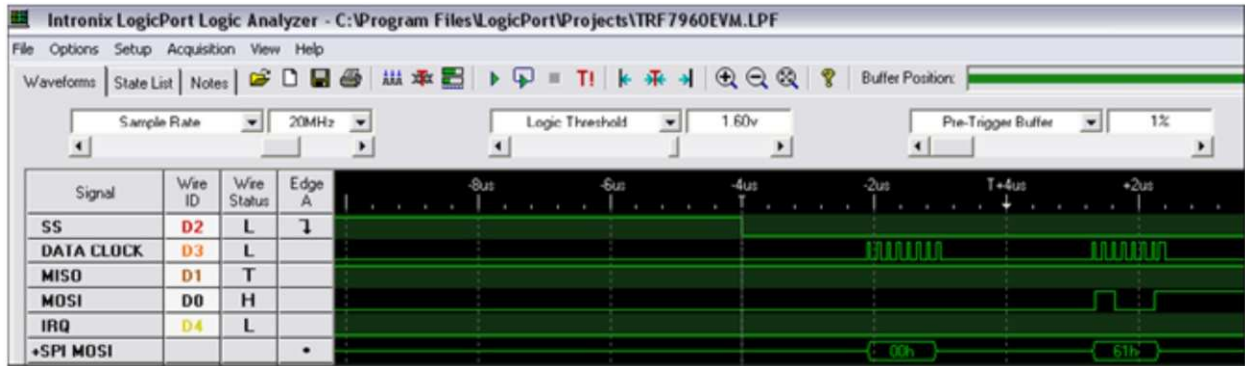 Intronix LogicPort Logic Analyzer - C:\Program Files\LogicPort\Projects\TRF7960EVM.LPF
File Options Setup Acquisition View Help
Waveforms State List Notes T! Buffer Position:
Sample Rate 20MHz Logic Threshold 1.60v Pre-Trigger Buffer 1%
Signal Wire ID Wire Status Edge A -8us -6us -4us -2us T+4us +2us
T
SS D2 L
DATA CLOCK D3 L
MISO D1 T
MOSI D0 H
IRQ D4 L
+SPI MOSI 00h 61h